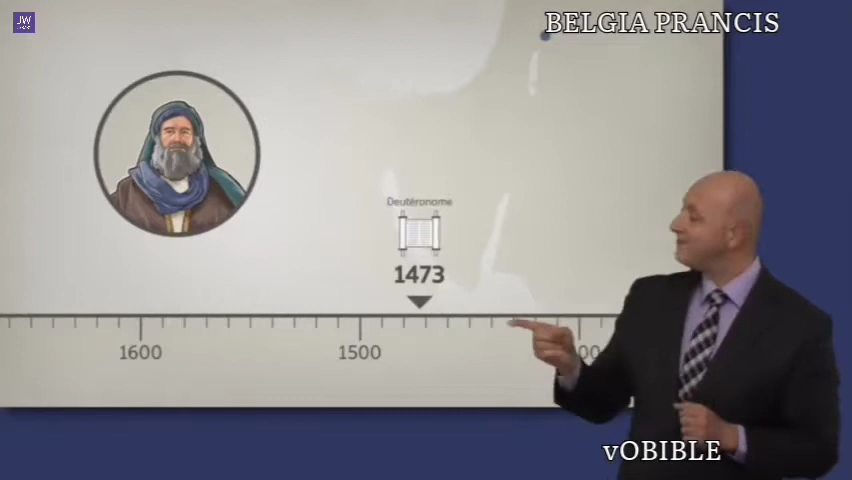 JW
BELGIA PRANCIS
Deutéronome
1473
1600
1500
vOBIBLE